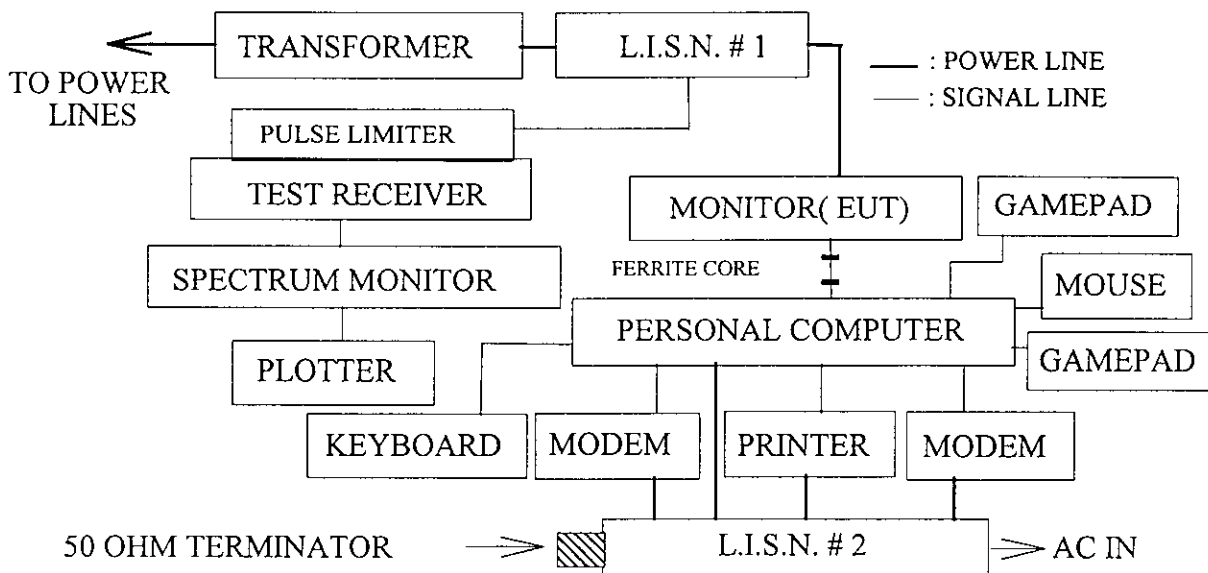 TRANSFORMER
L.I.S.N. # 1
TO POWER
LINES
: POWER LINE
: SIGNAL LINE
PULSE LIMITER
TEST RECEIVER
MONITOR( EUT)
GAMEPAD
SPECTRUM MONITOR
FERRITE CORE
MOUSE
PERSONAL COMPUTER
GAMEPAD
PLOTTER
KEYBOARD
MODEM
PRINTER
MODEM
50 OHM TERMINATOR
L.I.S.N. # 2
AC IN